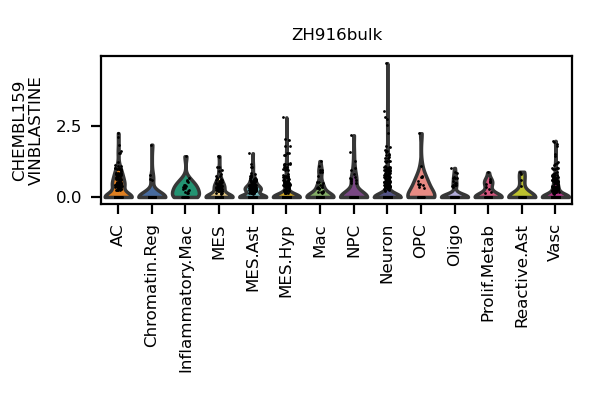 ZH916bulk
CHEMBL159
VINBLASTINE
2.5
0.0
AC
Chromatin.Reg
Inflammatory.Mac
MES
MES.Ast
MES.Hyp
Mac
NPC
Neuron
OPC
Oligo
Prolif.Metab
Reactive.Ast
Vasc